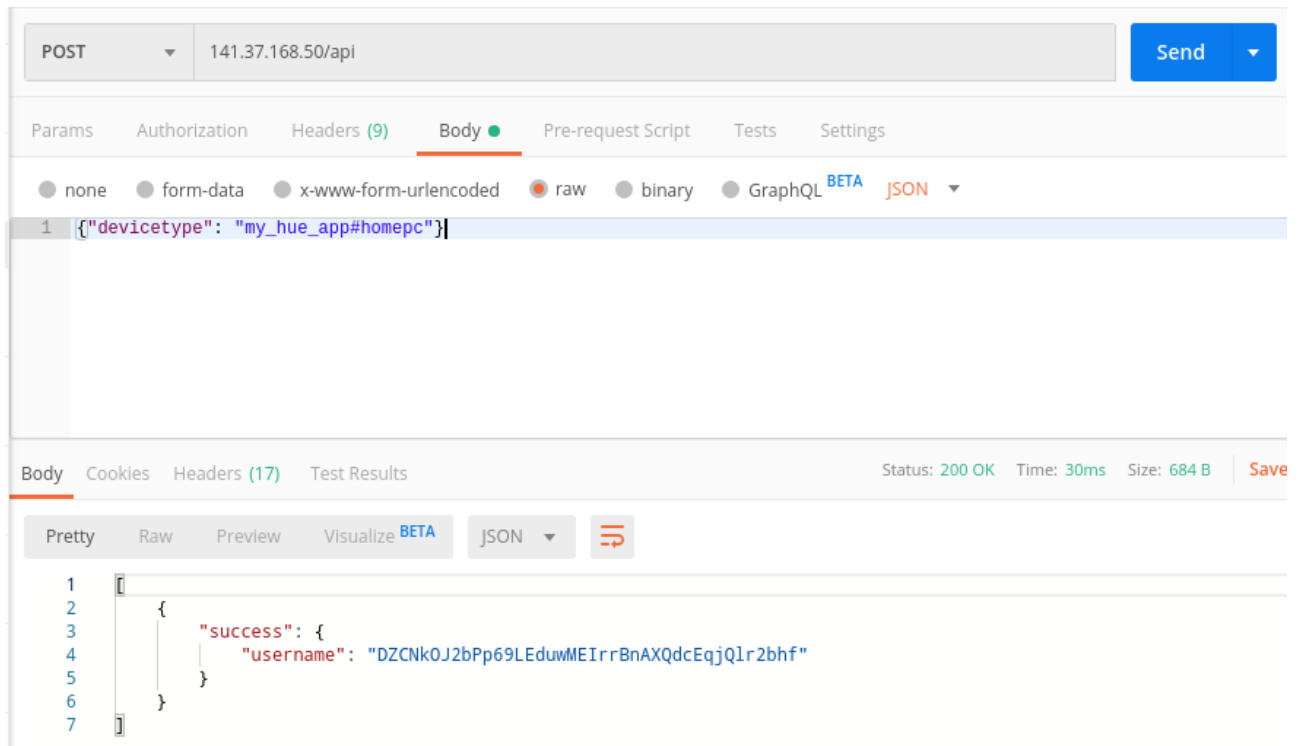 POST 141.37.168.50/api Send
Params Authorization Headers (9) Body Pre-request Script Tests Settings
none form-data x-www-form-urlencoded raw binary GraphQL BETA JSON
1 {"devicetype": "my_hue_app#homepc"}
Body Cookies Headers (17) Test Results Status: 200 OK Time: 30ms Size: 684 B Save
Pretty Raw Preview Visualize BETA JSON
1 [
2 {
3 "success": {
4 "username": "DZCNkOJ2bPp69LEduwMEIrrBnAXQdcEqjQlr2bhf"
5 }
6 }
7 ]